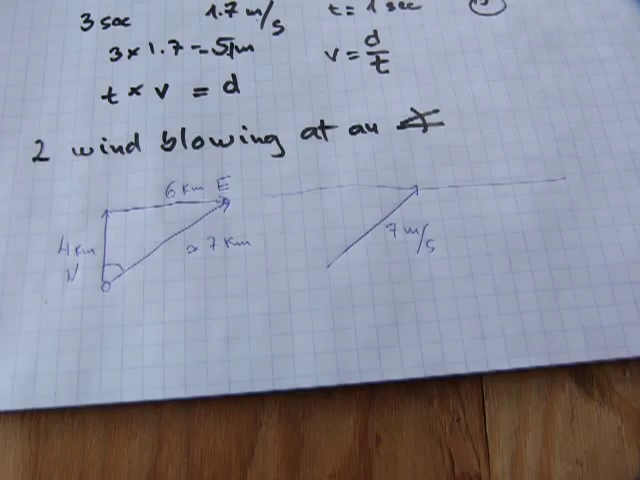 3 sec 1.7 m/s t = 1 sec
3 × 1.7 = 5.1m v = d/t
t × v = d
2 wind blowing at an ∢
6 km E
4 km ≈ 7 km 7 m/s
N